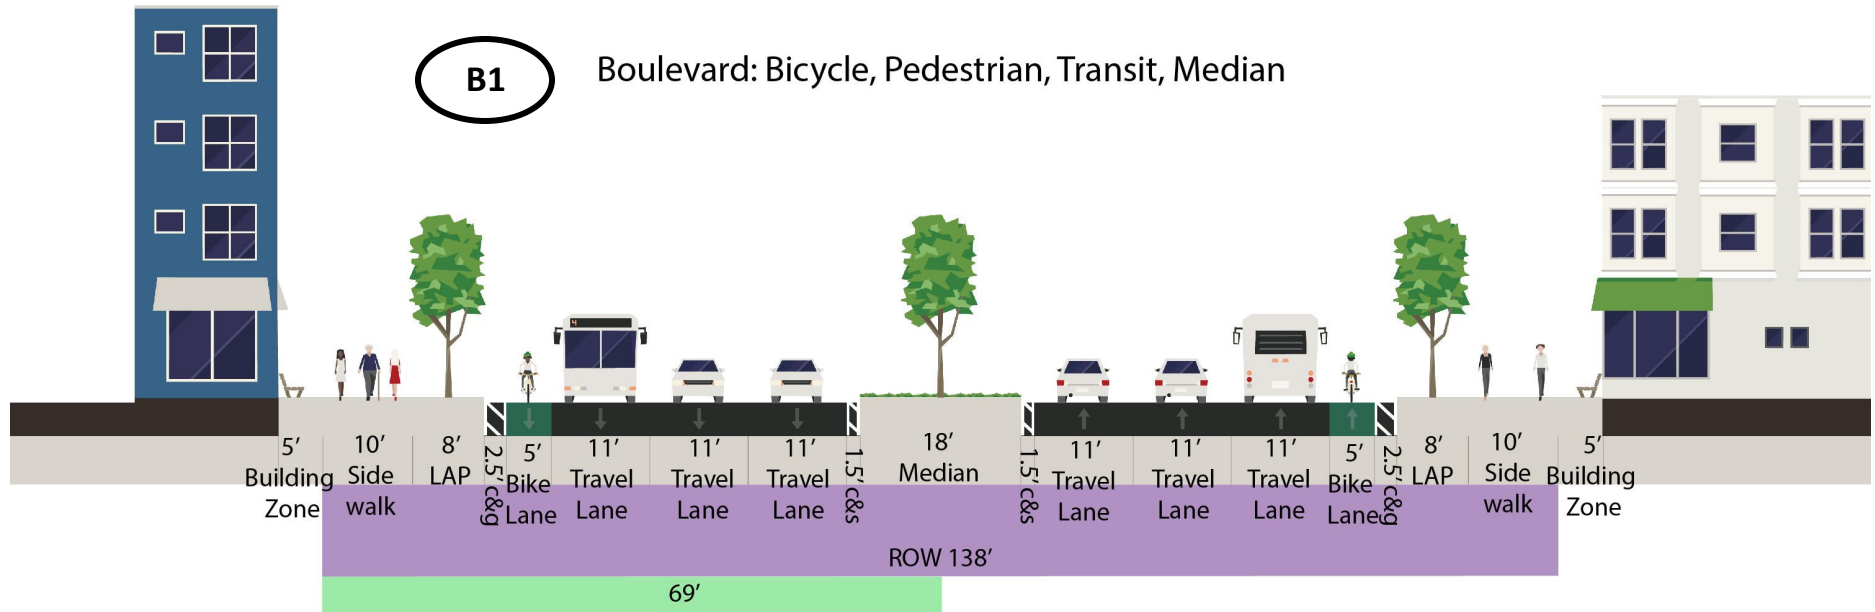 B1
Boulevard: Bicycle, Pedestrian, Transit, Median
4
5’
Building
Zone
10’
Side
walk
8’
LAP
2.5’ c&g
5’
Bike
Lane
11’
Travel
Lane
11’
Travel
Lane
11’
Travel
Lane
1.5’ c&s
18’
Median
1.5’ c&s
11’
Travel
Lane
11’
Travel
Lane
11’
Travel
Lane
5’
Bike
Lane
2.5’ c&g
8’
LAP
10’
Side
walk
5’
Building
Zone
ROW 138’
69’